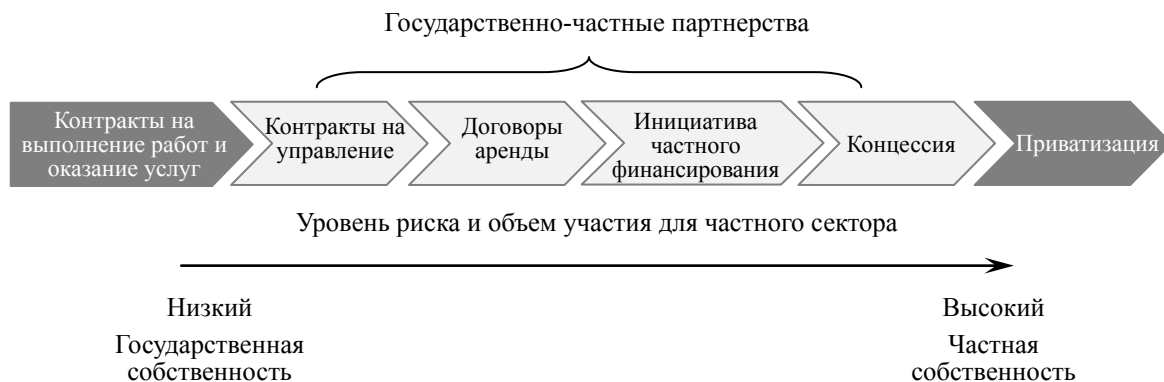 Государственно-частные партнерства
Контракты на
выполнение работ и
оказание услуг
Контракты на
управление
Договоры
аренды
Инициатива
частного
финансирования
Концессия
Приватизация
Уровень риска и объем участия для частного сектора
Низкий
Государственная
собственность
Высокий
Частная
собственность